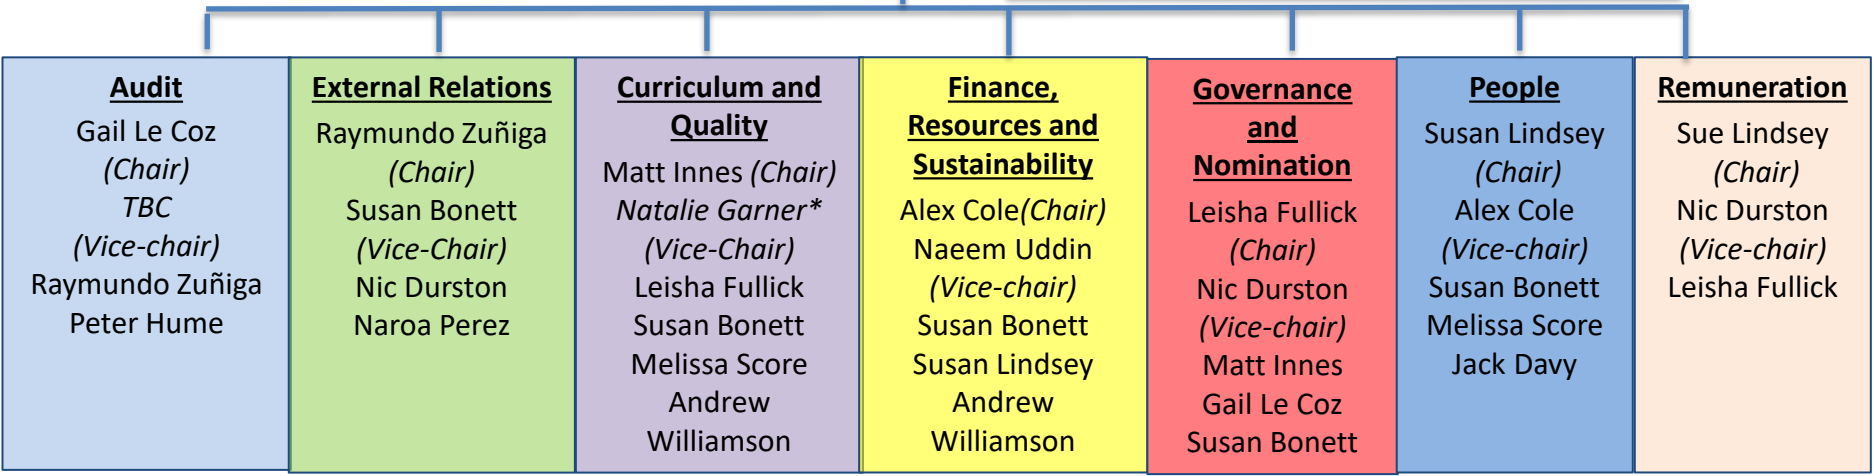 Audit
Gail Le Coz
(Chair)
TBC
(Vice-chair)
Raymundo Zuñiga
Peter Hume
External Relations
Raymundo Zuñiga
(Chair)
Susan Bonett
(Vice-Chair)
Nic Durston
Naroa Perez
Curriculum and
Quality
Matt Innes (Chair)
Natalie Garner*
(Vice-Chair)
Leisha Fullick
Susan Bonett
Melissa Score
Andrew
Williamson
Finance,
Resources and
Sustainability
Alex Cole(Chair)
Naeem Uddin
(Vice-chair)
Susan Bonett
Susan Lindsey
Andrew
Williamson
Governance
and
Nomination
Leisha Fullick
(Chair)
Nic Durston
(Vice-chair)
Matt Innes
Gail Le Coz
Susan Bonett
People
Susan Lindsey
(Chair)
Alex Cole
(Vice-chair)
Susan Bonett
Melissa Score
Jack Davy
Remuneration
Sue Lindsey
(Chair)
Nic Durston
(Vice-chair)
Leisha Fullick